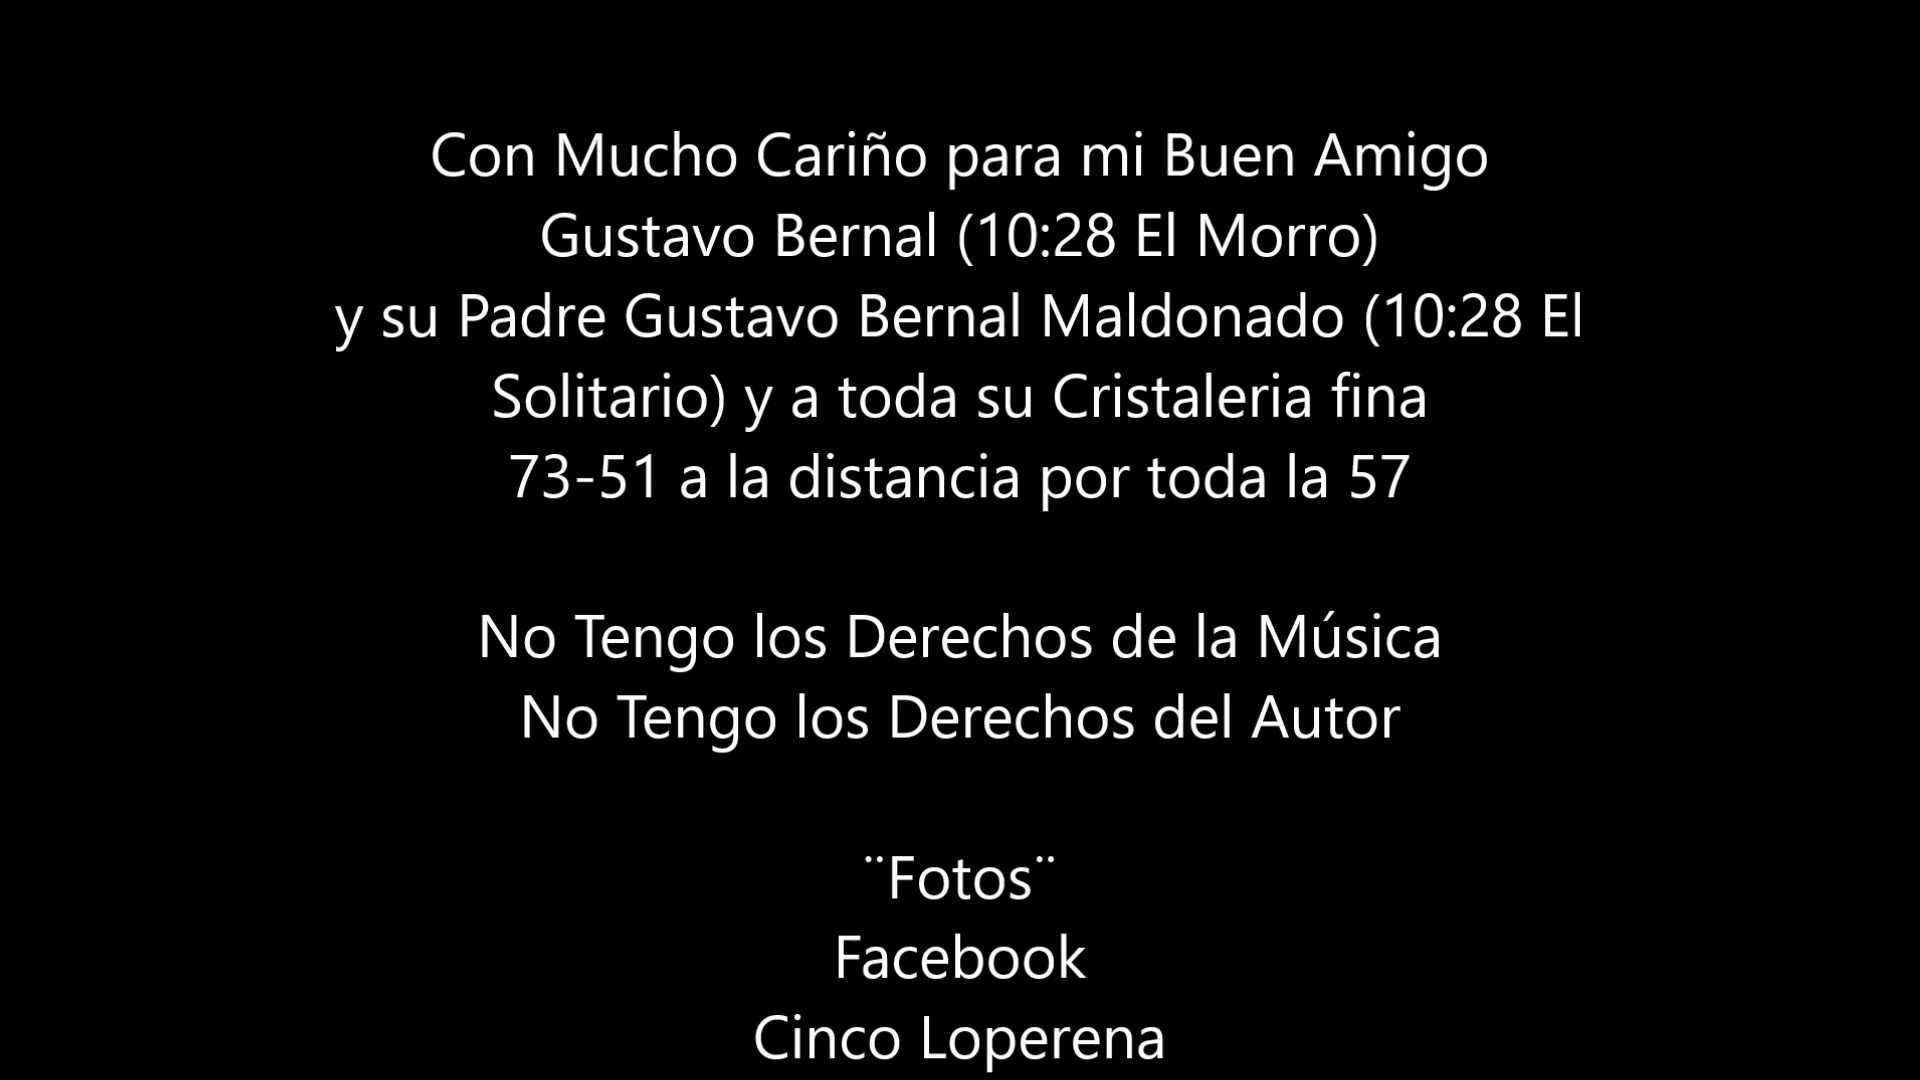 Con Mucho Cariño para mi Buen Amigo
Gustavo Bernal (10:28 El Morro)
y su Padre Gustavo Bernal Maldonado (10:28 El
Solitario) y a toda su Cristaleria fina
73-51 a la distancia por toda la 57
No Tengo los Derechos de la Música
No Tengo los Derechos del Autor
¨Fotos¨
Facebook
Cinco Loperena